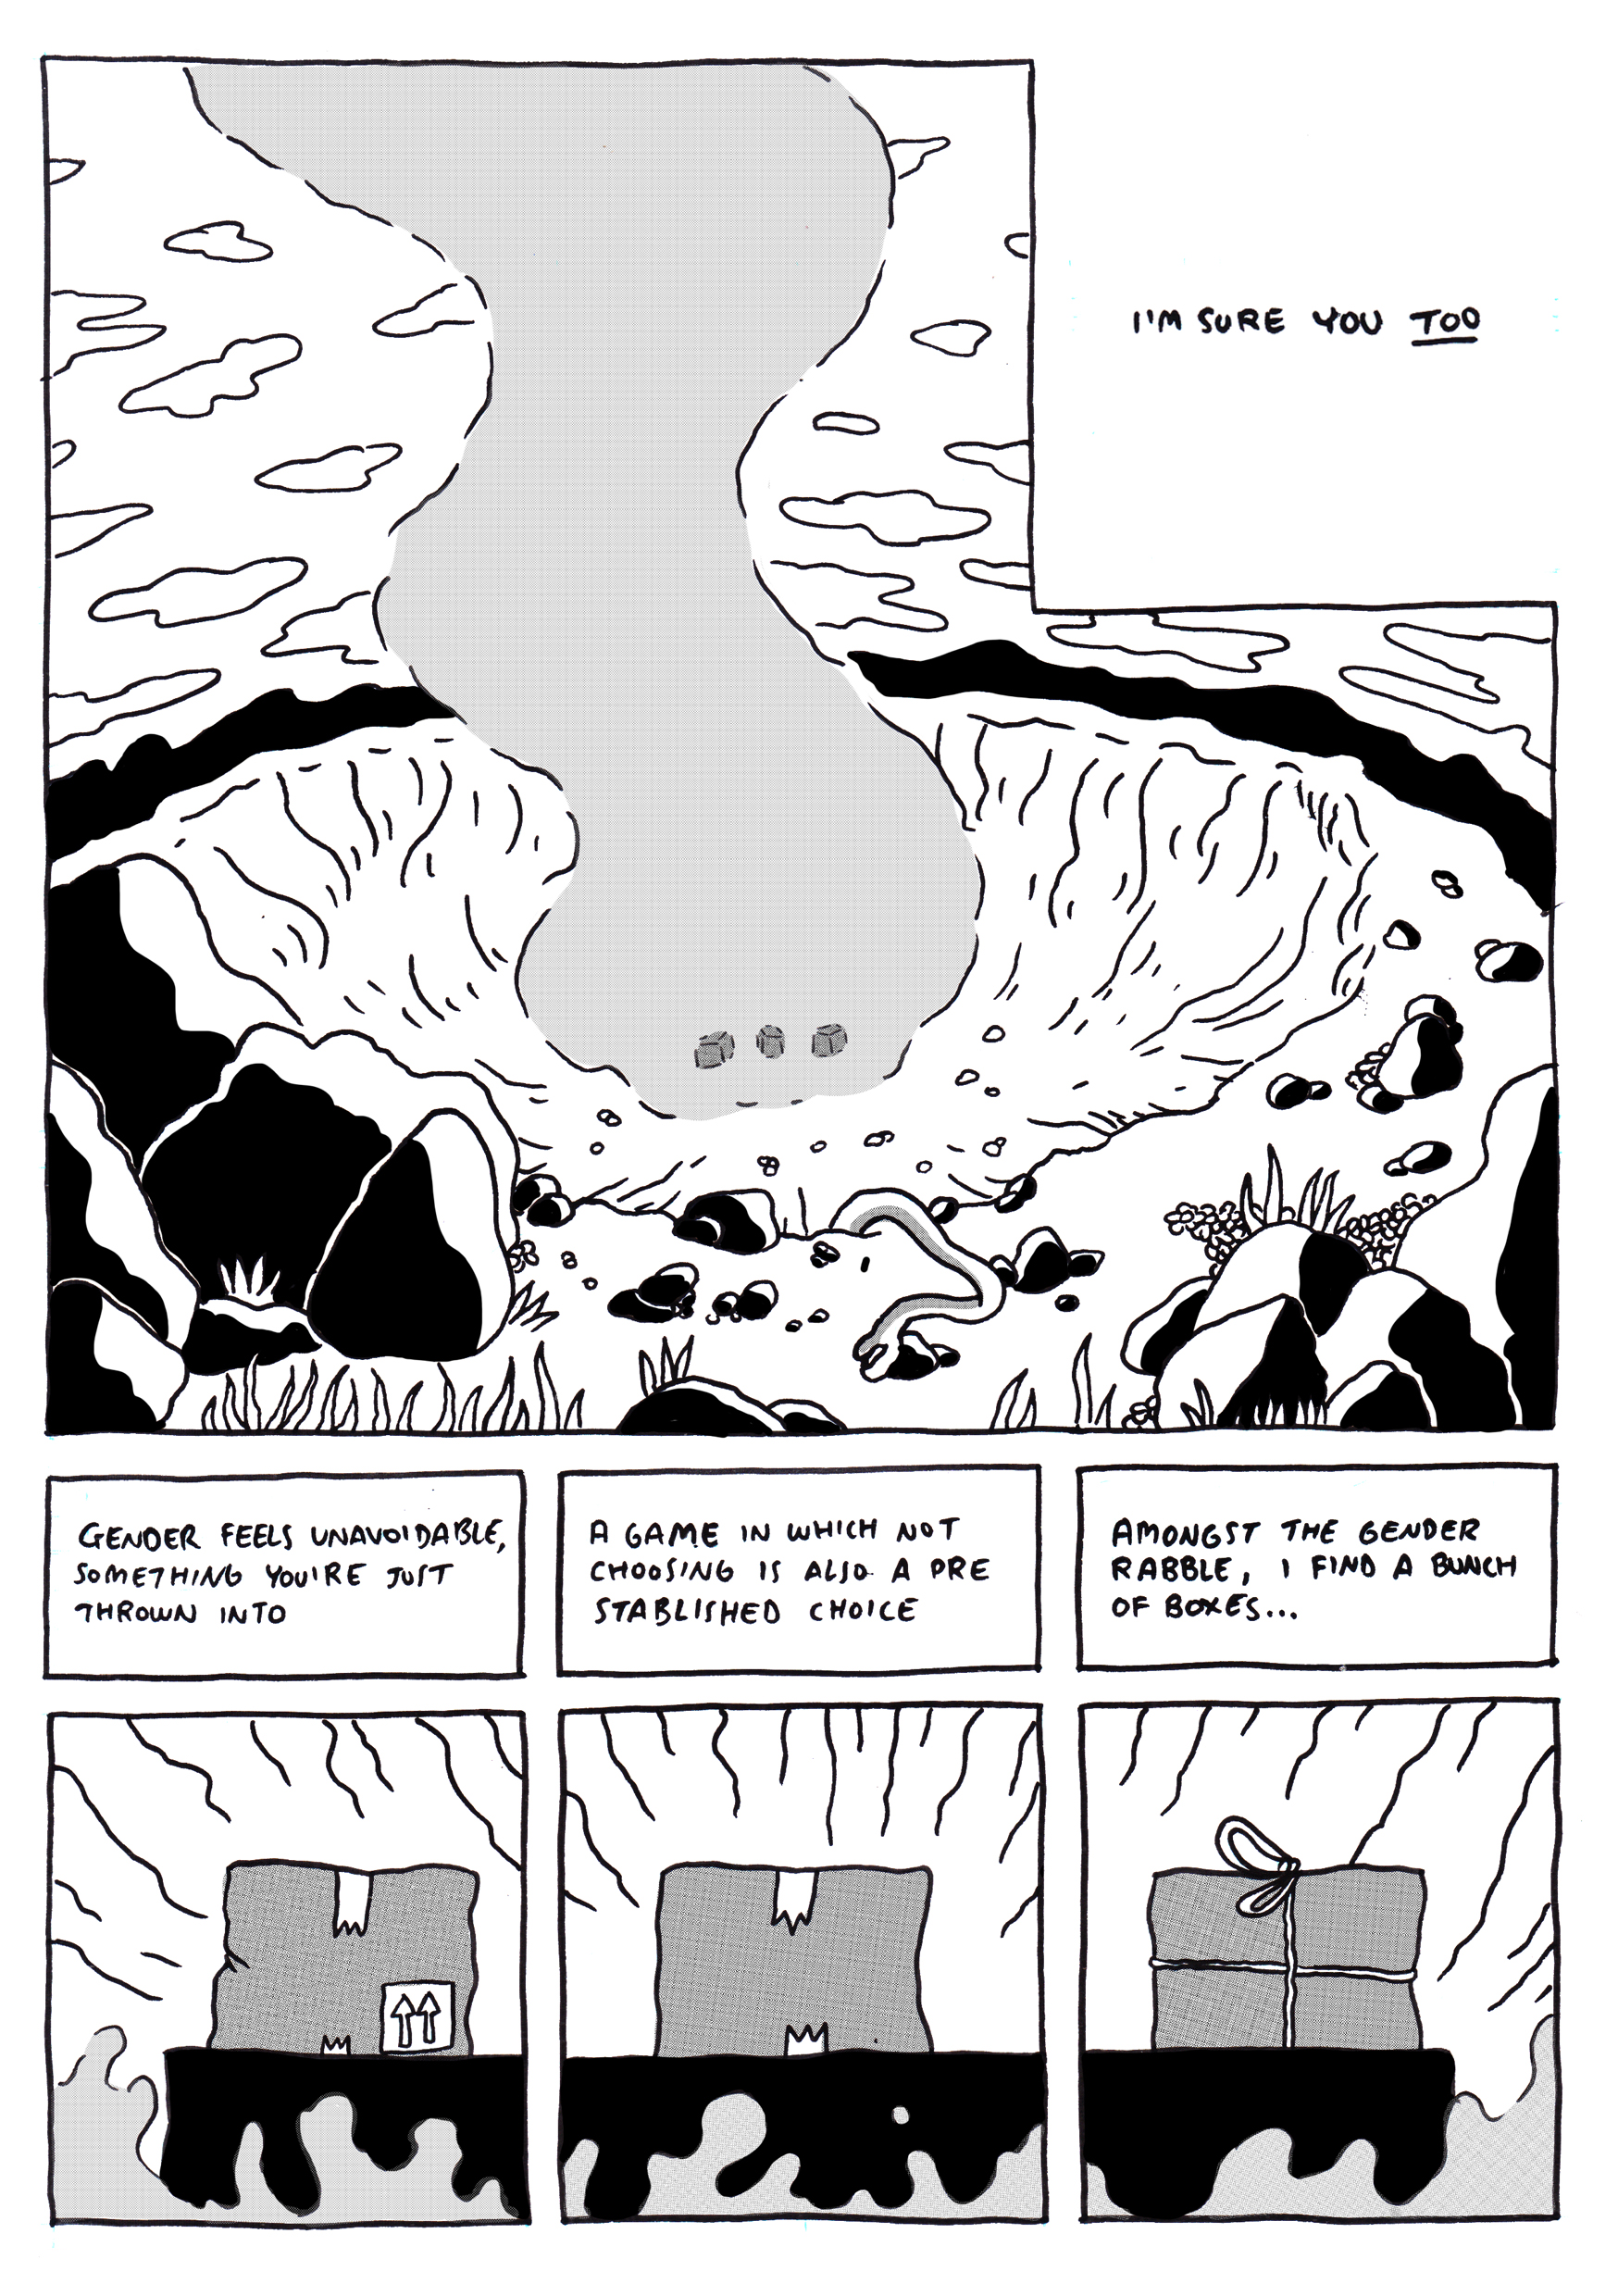 I'M SURE YOU TOO
GENDER FEELS UNAVOIDABLE,
SOMETHING YOU'RE JUST
THROWN INTO
A GAME IN WHICH NOT
CHOOSING IS ALSO A PRE
STABLISHED CHOICE
AMONGST THE GENDER
RABBLE, I FIND A BUNCH
OF BOXES...